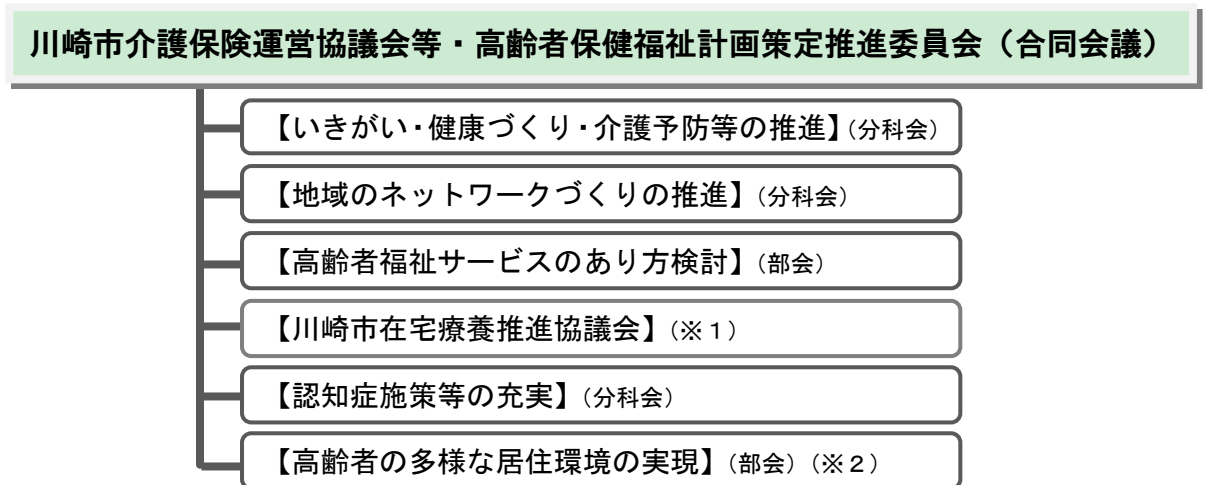 川崎市介護保険運営協議会等・高齢者保健福祉計画策定推進委員会（合同会議）
【いきがい・健康づくり・介護予防等の推進】（分科会）
【地域のネットワークづくりの推進】（分科会）
【高齢者福祉サービスのあり方検討】（部会）
【川崎市在宅療養推進協議会】（※１）
【認知症施策等の充実】（分科会）
【高齢者の多様な居住環境の実現】（部会）（※２）